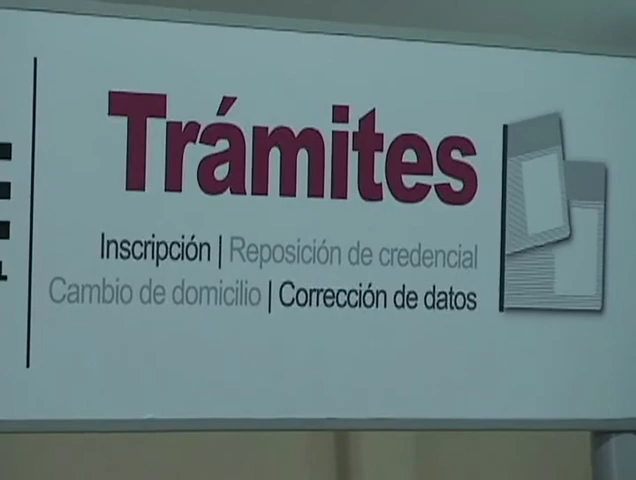 Trámites
Inscripción | Reposición de credencial
Cambio de domicilio | Corrección de datos